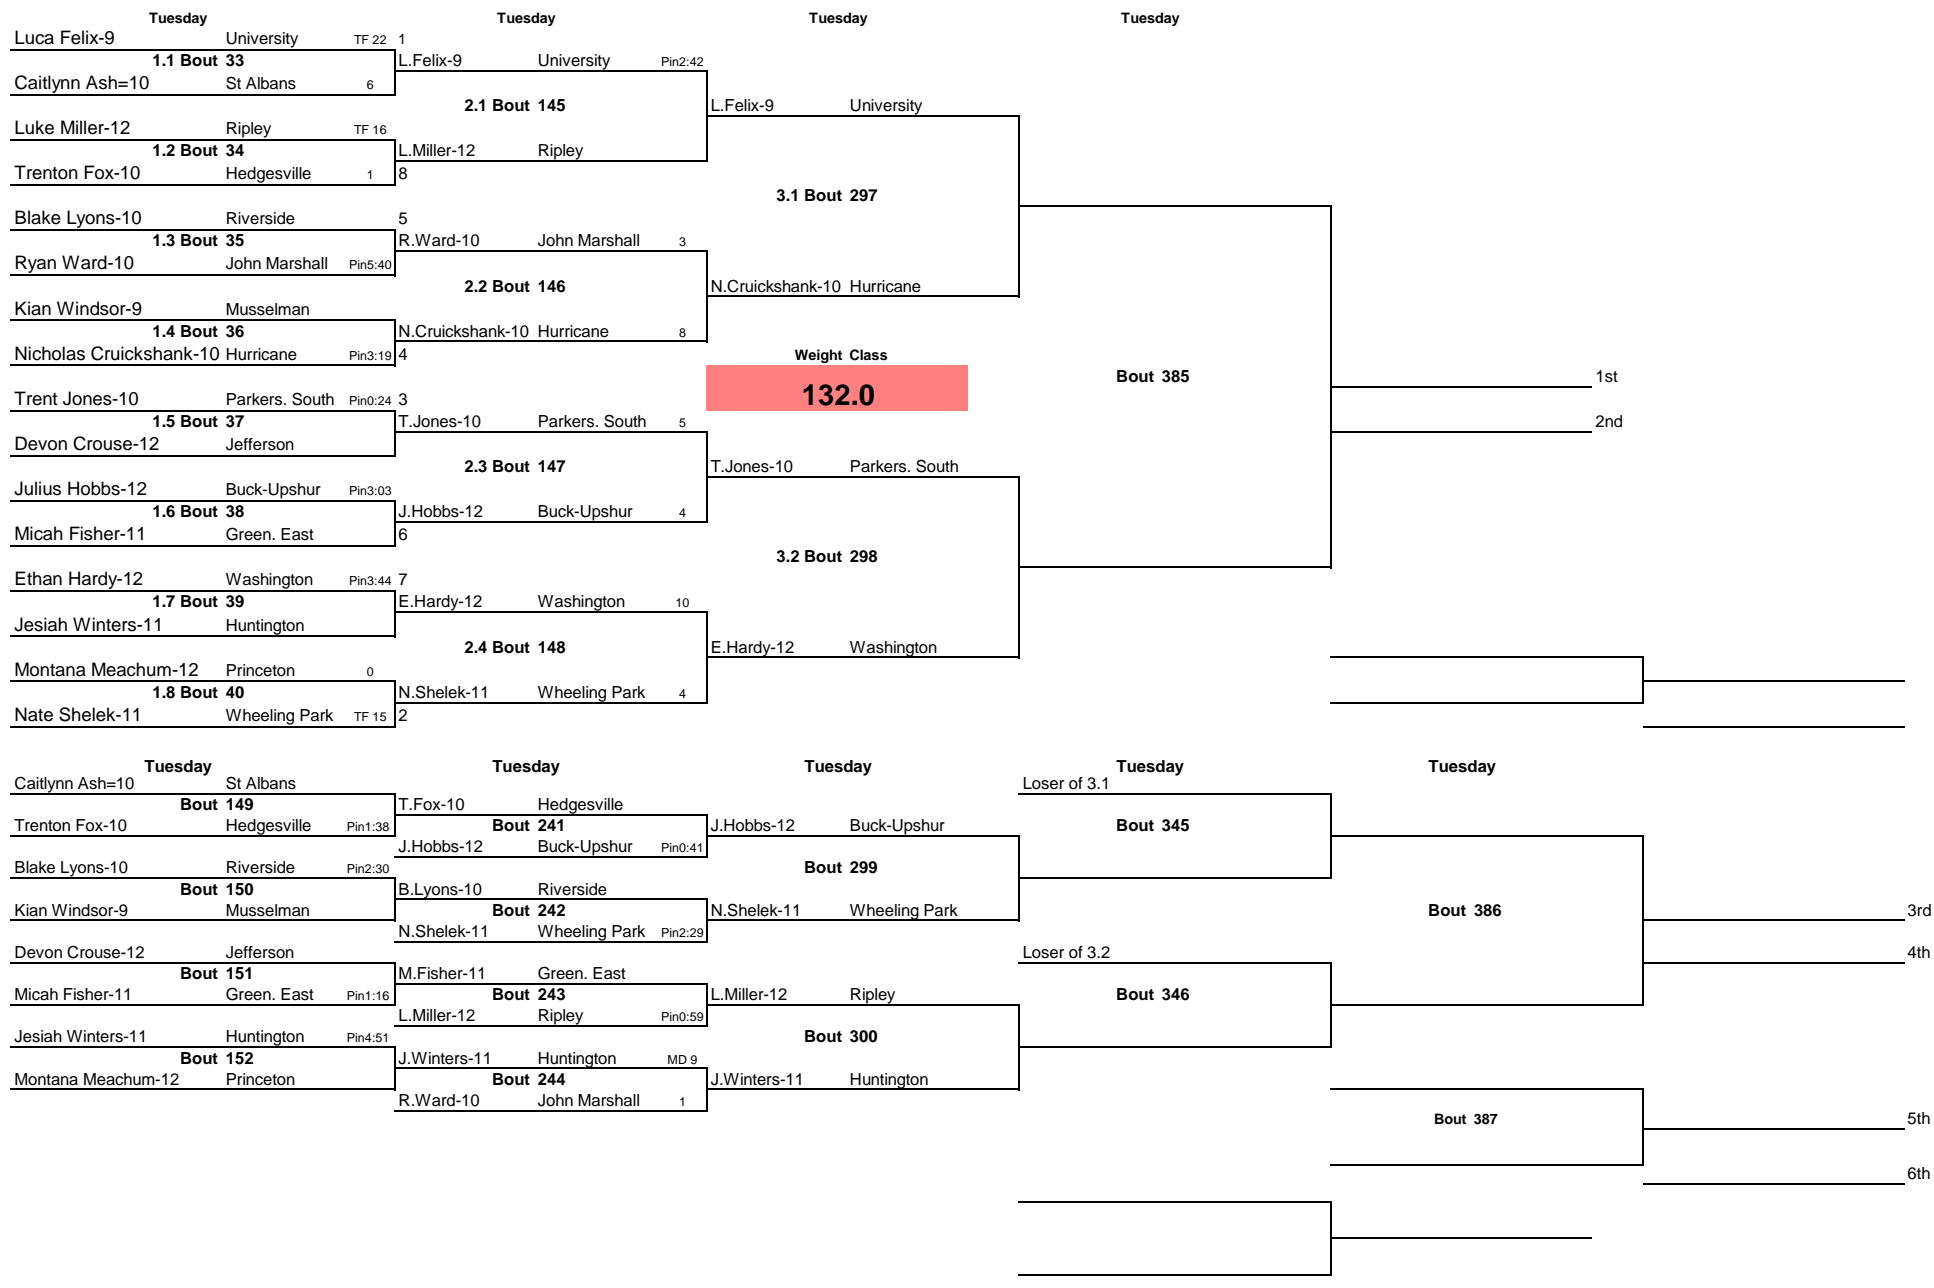 Tuesday Tuesday Tuesday Tuesday
Luca Felix-9 University TF 22 1
1.1 Bout 33 L.Felix-9 University Pin2:42
Caitlynn Ash=10 St Albans 6
2.1 Bout 145 L.Felix-9 University
Luke Miller-12 Ripley TF 16
1.2 Bout 34 L.Miller-12 Ripley
Trenton Fox-10 Hedgesville 1 8
3.1 Bout 297
Blake Lyons-10 Riverside 5
1.3 Bout 35 R.Ward-10 John Marshall 3
Ryan Ward-10 John Marshall Pin5:40
2.2 Bout 146 N.Cruickshank-10 Hurricane
Kian Windsor-9 Musselman
1.4 Bout 36 N.Cruickshank-10 Hurricane 8
Nicholas Cruickshank-10 Hurricane Pin3:19 4 Weight Class
Bout 385 1st
Trent Jones-10 Parkers. South Pin0:24 3 132.0
1.5 Bout 37 T.Jones-10 Parkers. South 5 2nd
Devon Crouse-12 Jefferson
2.3 Bout 147 T.Jones-10 Parkers. South
Julius Hobbs-12 Buck-Upshur Pin3:03
1.6 Bout 38 J.Hobbs-12 Buck-Upshur 4
Micah Fisher-11 Green. East 6
3.2 Bout 298
Ethan Hardy-12 Washington Pin3:44 7
1.7 Bout 39 E.Hardy-12 Washington 10
Jesiah Winters-11 Huntington
2.4 Bout 148 E.Hardy-12 Washington
Montana Meachum-12 Princeton 0
1.8 Bout 40 N.Shelek-11 Wheeling Park 4
Nate Shelek-11 Wheeling Park TF 15 2
Tuesday Tuesday Tuesday Tuesday Tuesday
Caitlynn Ash=10 St Albans Loser of 3.1
Bout 149 T.Fox-10 Hedgesville
Trenton Fox-10 Hedgesville Pin1:38 Bout 241 J.Hobbs-12 Buck-Upshur Bout 345
J.Hobbs-12 Buck-Upshur Pin0:41
Blake Lyons-10 Riverside Pin2:30 Bout 299
Bout 150 B.Lyons-10 Riverside
Kian Windsor-9 Musselman Bout 242 N.Shelek-11 Wheeling Park Bout 386 3rd
N.Shelek-11 Wheeling Park Pin2:29
Devon Crouse-12 Jefferson Loser of 3.2 4th
Bout 151 M.Fisher-11 Green. East
Micah Fisher-11 Green. East Pin1:16 Bout 243 L.Miller-12 Ripley Bout 346
L.Miller-12 Ripley Pin0:59
Jesiah Winters-11 Huntington Pin4:51 Bout 300
Bout 152 J.Winters-11 Huntington MD 9
Montana Meachum-12 Princeton Bout 244 J.Winters-11 Huntington
R.Ward-10 John Marshall 1
Bout 387 5th
6th